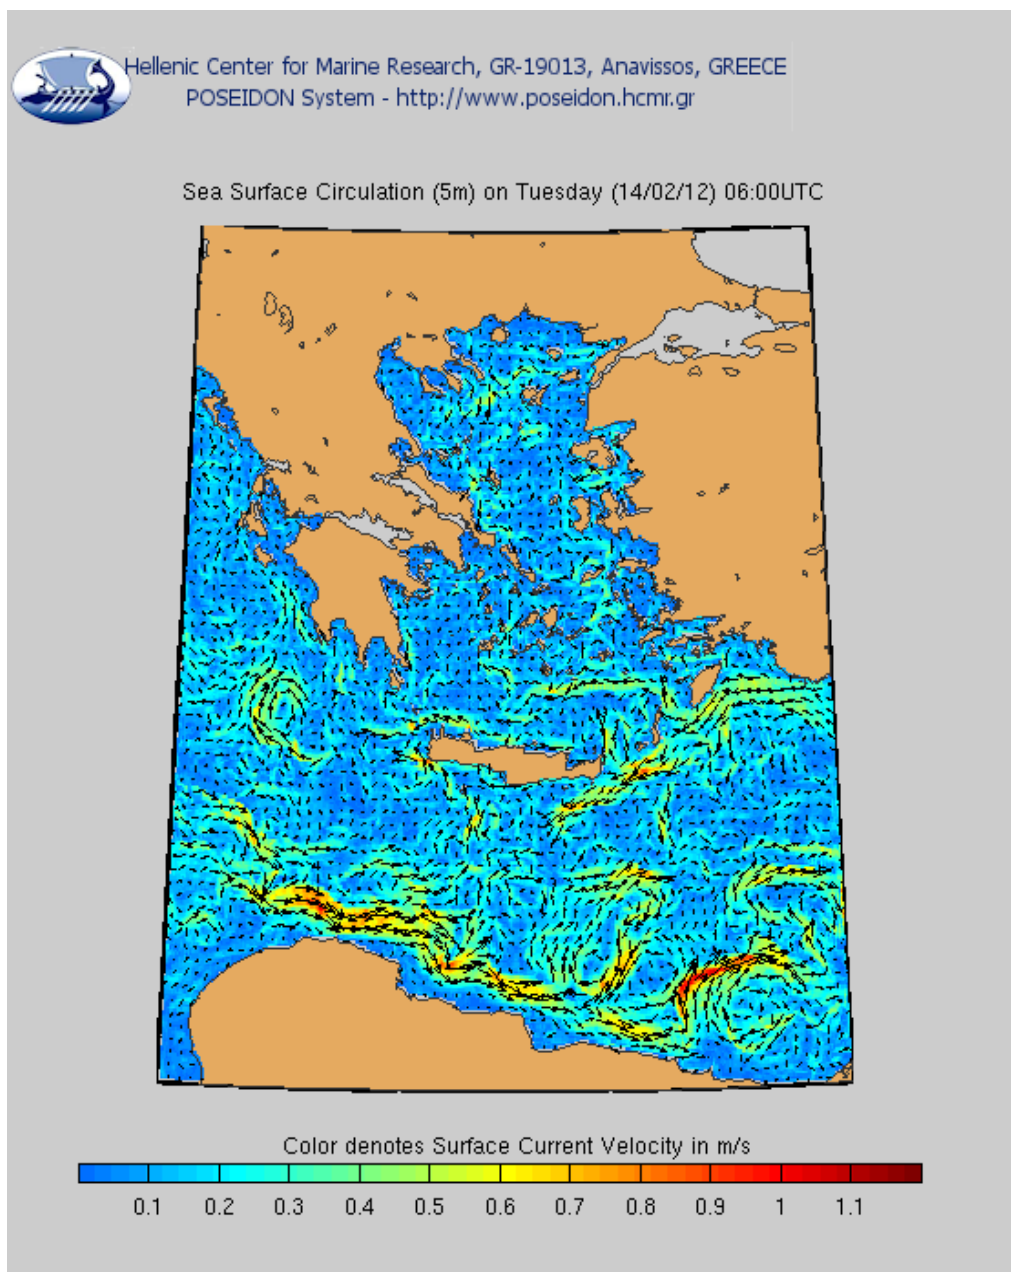 Hellenic Center for Marine Research, GR-19013, Anavissos, GREECE
POSEIDON System - http://www.poseidon.hcmr.gr
Sea Surface Circulation (5m) on Tuesday (14/02/12) 06:00UTC
Color denotes Surface Current Velocity in m/s
0.1 0.2 0.3 0.4 0.5 0.6 0.7 0.8 0.9 1 1.1